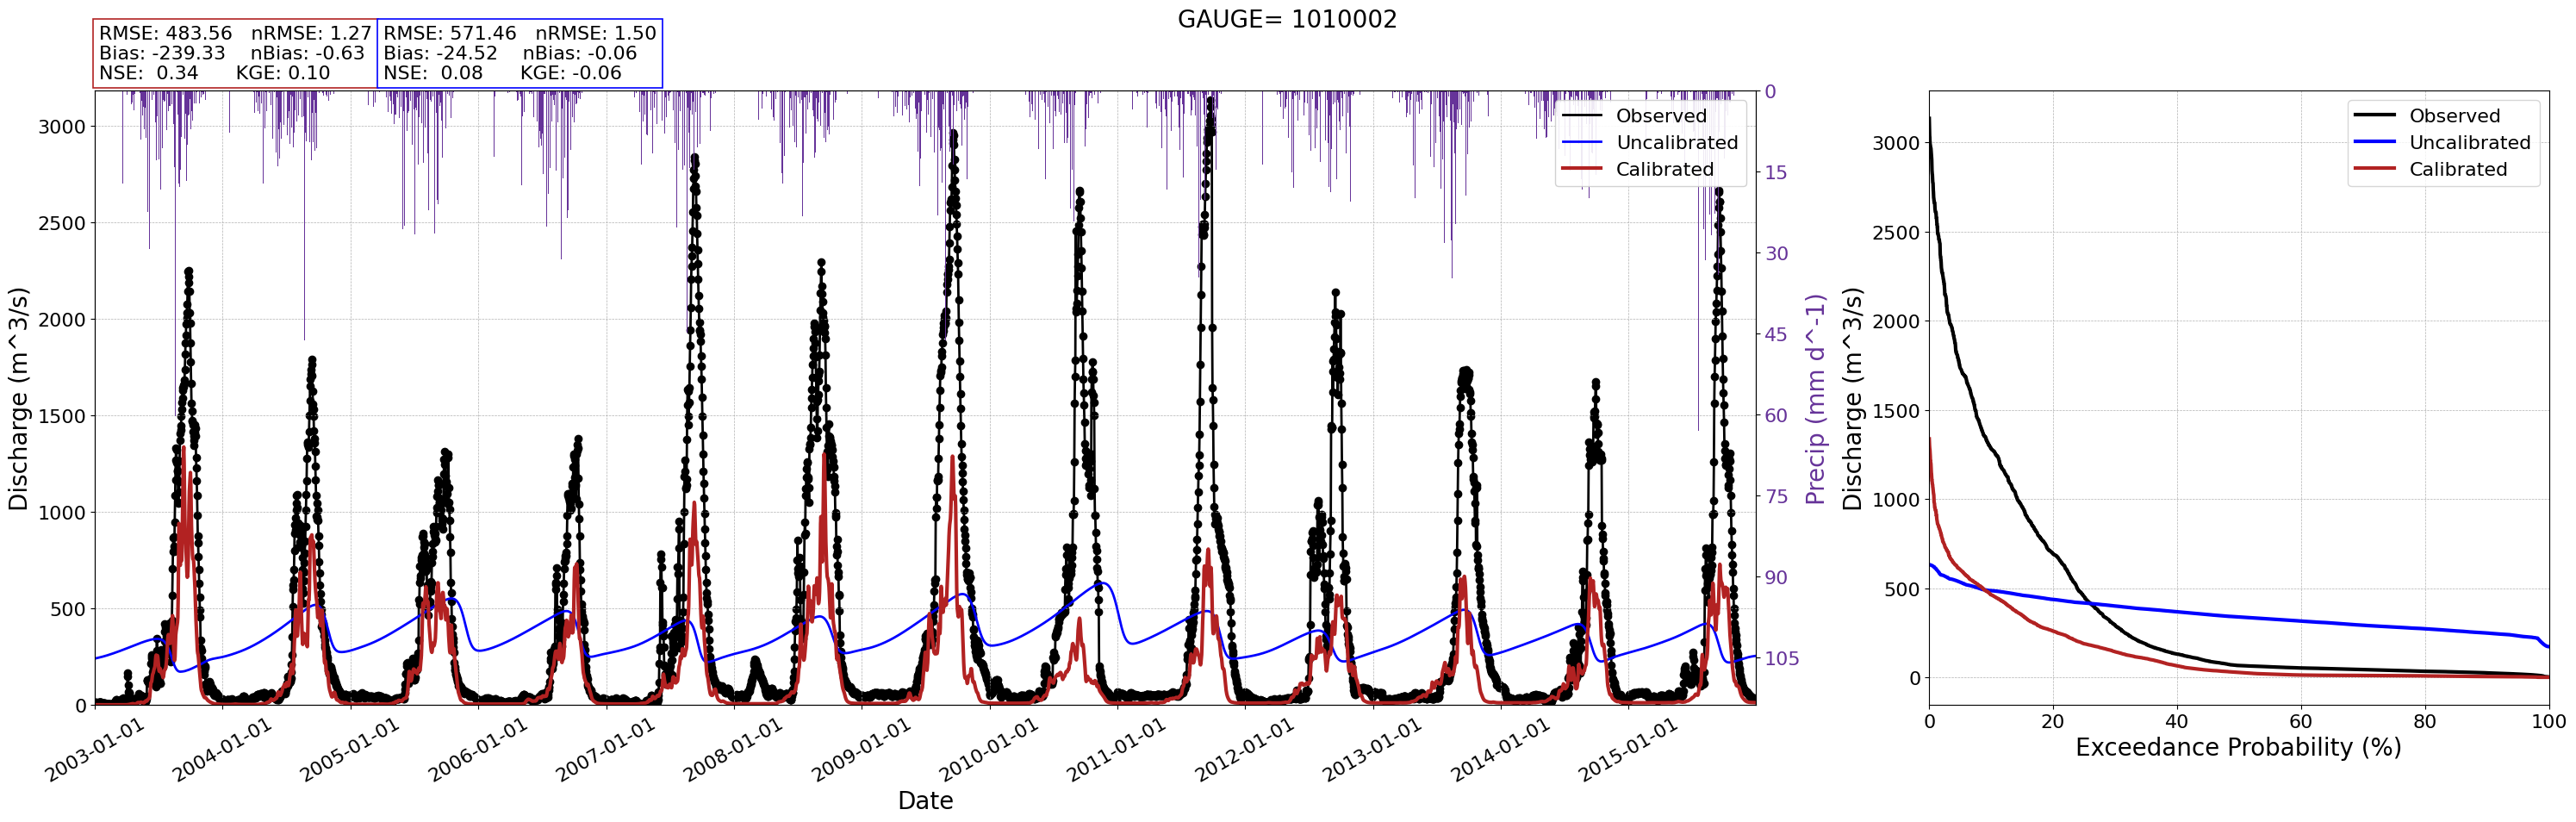 GAUGE= 1010002
RMSE: 483.56 nRMSE: 1.27
Bias: -239.33 nBias: -0.63
NSE: 0.34 KGE: 0.10
RMSE: 571.46 nRMSE: 1.50
Bias: -24.52 nBias: -0.06
NSE: 0.08 KGE: -0.06
Discharge (m^3/s)
3000
2500
2000
1500
1000
500
0
Observed
Uncalibrated
Calibrated
0
15
30
45
60
75
90
105
Precip (mm d^-1)
2003-01-01
2004-01-01
2005-01-01
2006-01-01
2007-01-01
2008-01-01
2009-01-01
2010-01-01
2011-01-01
2012-01-01
2013-01-01
2014-01-01
2015-01-01
Date
Discharge (m^3/s)
3000
2500
2000
1500
1000
500
0
Observed
Uncalibrated
Calibrated
0 20 40 60 80 100
Exceedance Probability (%)